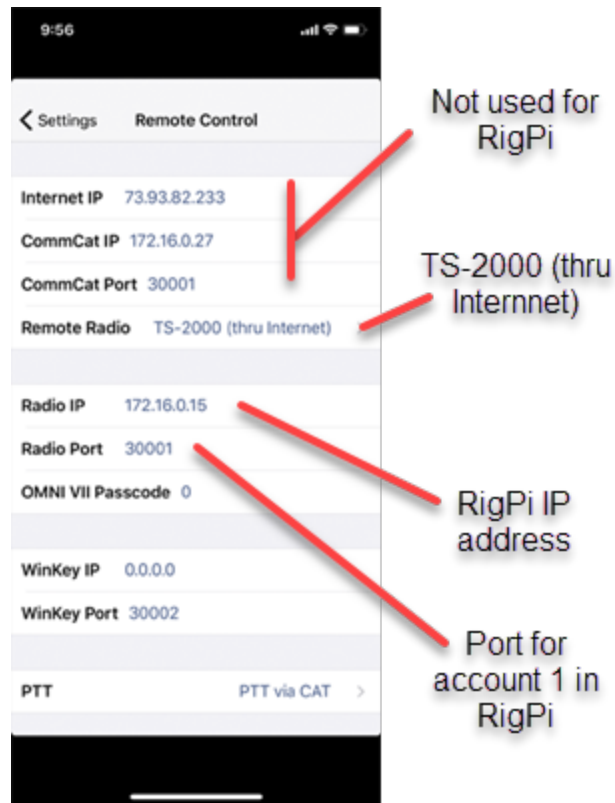 9:56
Settings Remote Control
Internet IP 73.93.82.233
CommCat IP 172.16.0.27
CommCat Port 30001
Remote Radio TS-2000 (thru Internet)
Radio IP 172.16.0.15
Radio Port 30001
OMNI VII Passcode 0
WinKey IP 0.0.0.0
WinKey Port 30002
PTT PTT via CAT
Not used for
RigPi
TS-2000 (thru
Internnet)
RigPi IP
address
Port for
account 1 in
RigPi